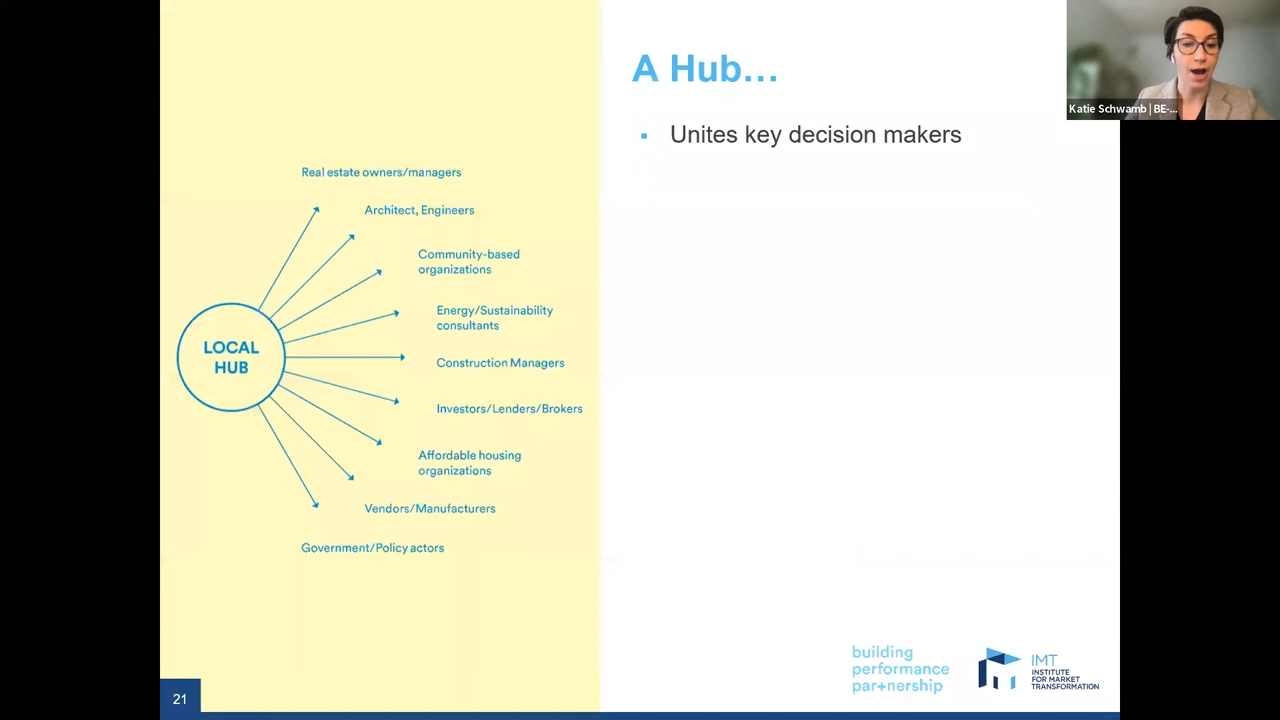 A Hub...
▪ Unites key decision makers
Katie Schwamb | BE-...
Real estate owners/managers
Architect, Engineers
Community-based
organizations
Energy/Sustainability
consultants
LOCAL
HUB
Construction Managers
Investors/Lenders/Brokers
Affordable housing
organizations
Vendors/Manufacturers
Government/Policy actors
building
performance
par+nership
IMT
INSTITUTE
FOR MARKET
TRANSFORMATION
21